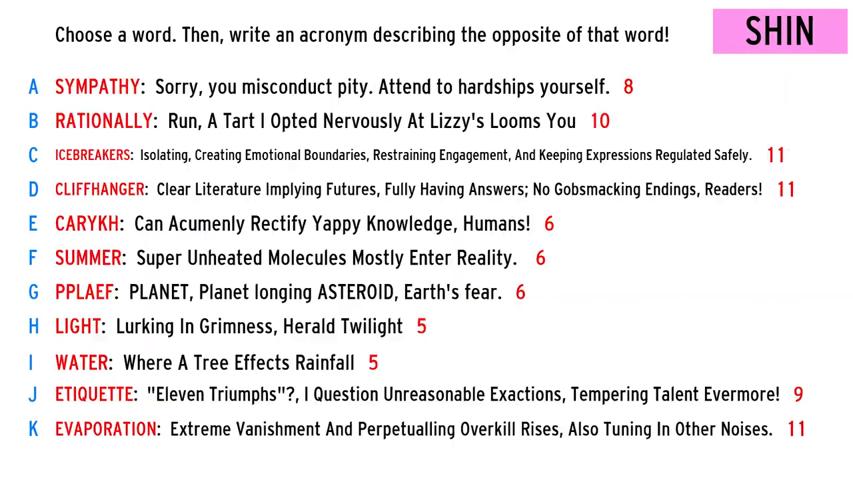 Choose a word. Then, write an acronym describing the opposite of that word!
SHIN
A SYMPATHY: Sorry, you misconduct pity. Attend to hardships yourself. 8
B RATIONALLY: Run, A Tart I Opted Nervously At Lizzy's Looms You 10
C ICEBREAKERS: Isolating, Creating Emotional Boundaries, Restraining Engagement, And Keeping Expressions Regulated Safely. 11
D CLIFFHANGER: Clear Literature Implying Futures, Fully Having Answers; No Gobsmacking Endings, Readers! 11
E CARYKH: Can Acumenly Rectify Yappy Knowledge, Humans! 6
F SUMMER: Super Unheated Molecules Mostly Enter Reality. 6
G PPLAEF: PLANET, Planet longing ASTEROID, Earth's fear. 6
H LIGHT: Lurking In Grimness, Herald Twilight 5
I WATER: Where A Tree Effects Rainfall 5
J ETIQUETTE: "Eleven Triumphs"?, I Question Unreasonable Exactions, Tempering Talent Evermore! 9
K EVAPORATION: Extreme Vanishment And Perpetualling Overkill Rises, Also Tuning In Other Noises. 11